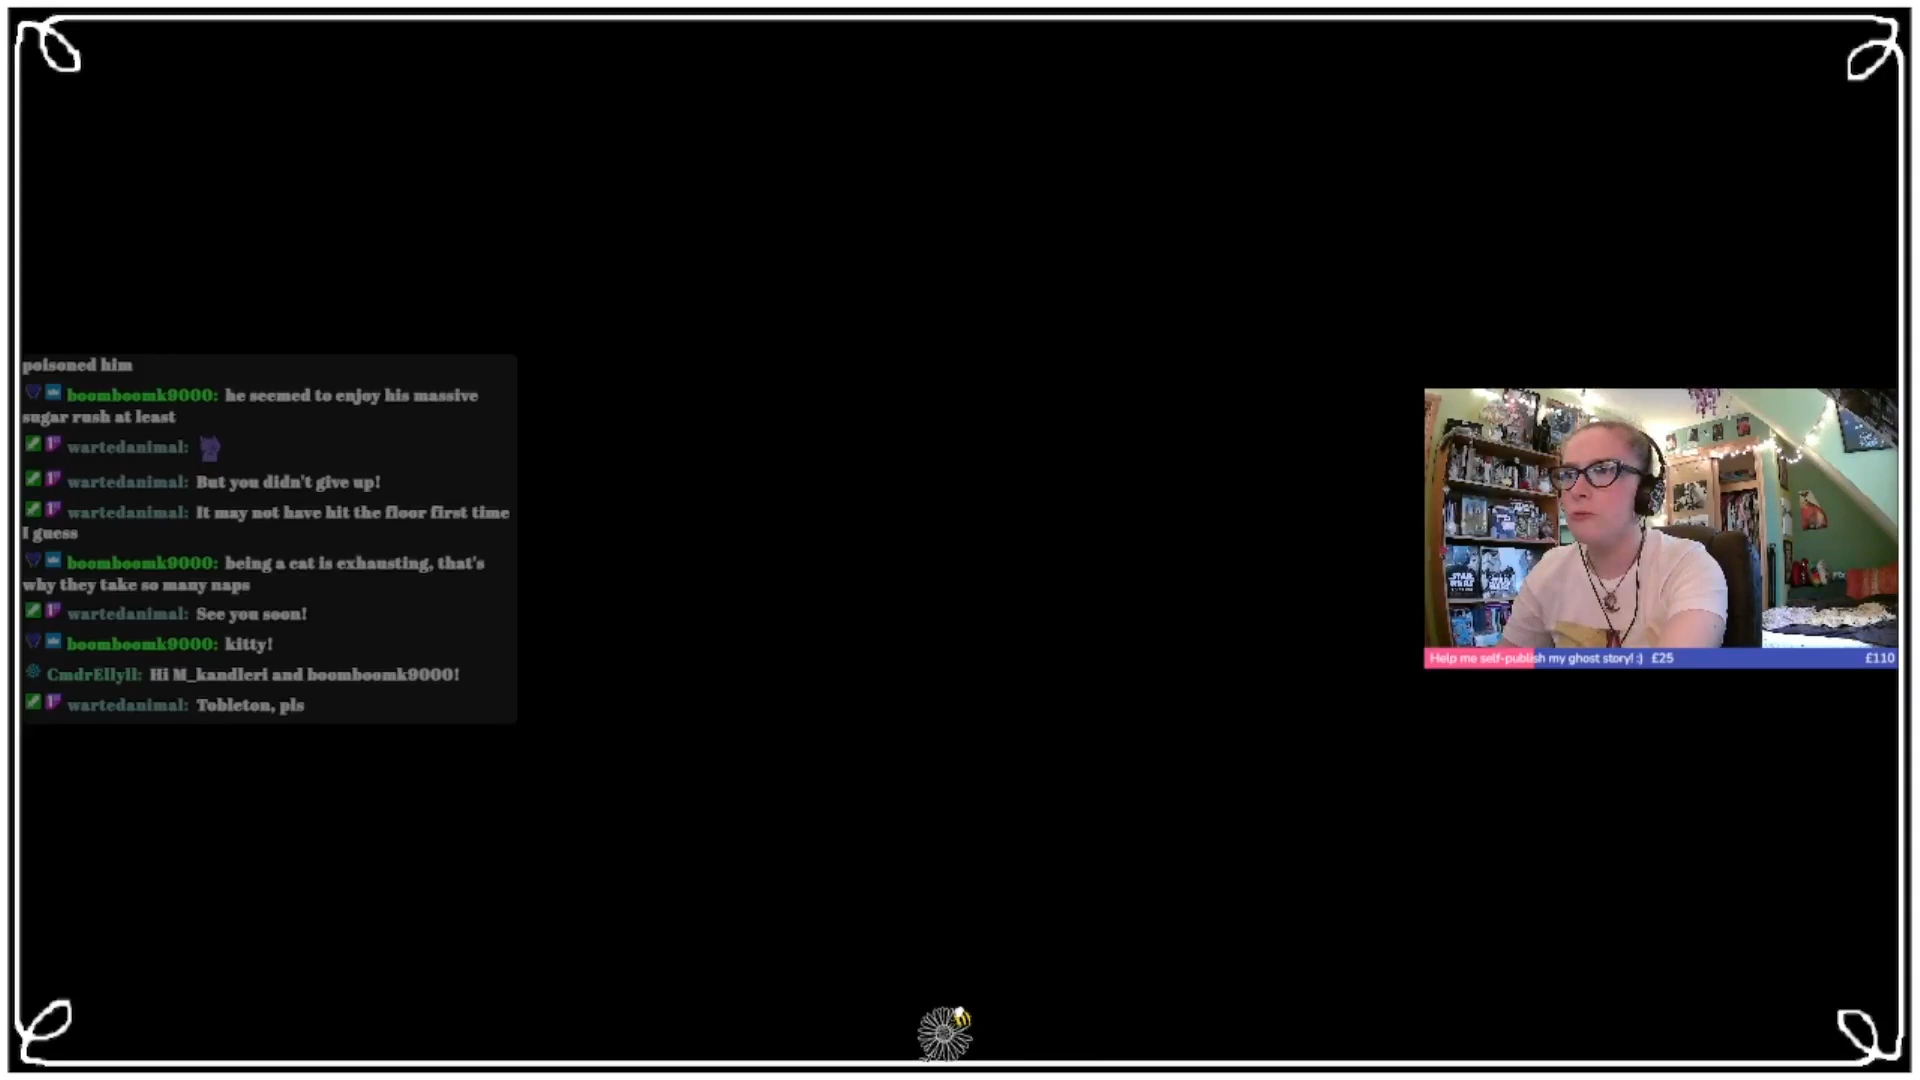 poisoned him
boomboomk9000: he seemed to enjoy his massive
sugar rush at least
wartedanimal:
wartedanimal: But you didn't give up!
wartedanimal: It may not have hit the floor first time
I guess
boomboomk9000: being a cat is exhausting, that's
why they take so many naps
wartedanimal: See you soon!
boomboomk9000: kitty!
CmdrEllyll: Hi M_kandleri and boomboomk9000!
wartedanimal: Tobleton, pls
STAR
WARS
Help me self-publish my ghost story! :) £25 £110